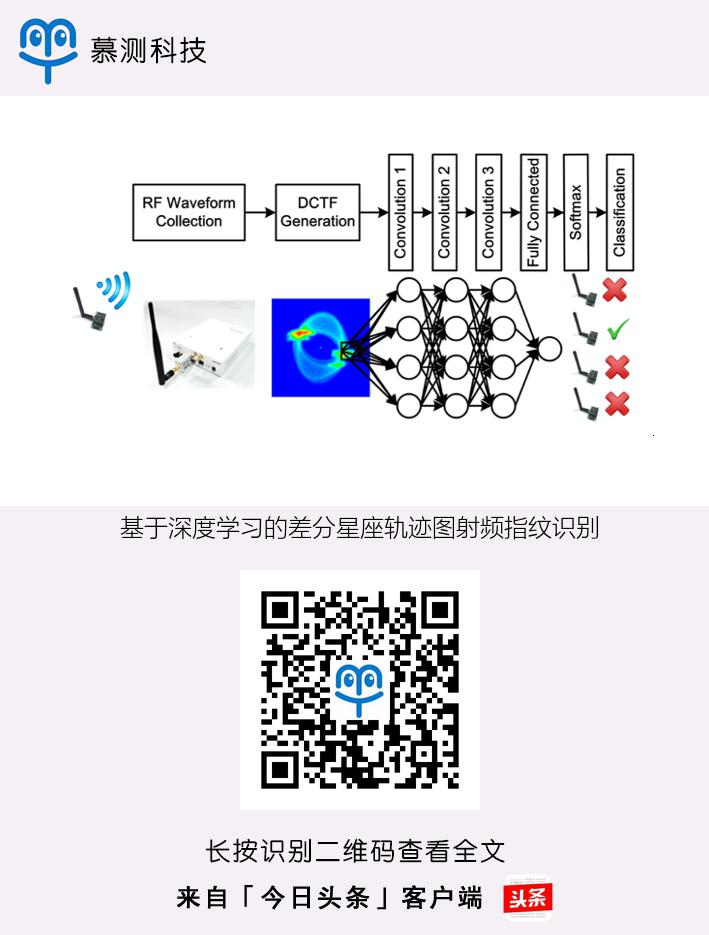 慕测科技
RF Waveform
Collection
DCTF
Generation
Convolution 1
Convolution 2
Convolution 3
Fully Connected
Softmax
Classification
基于深度学习的差分星座轨迹图射频指纹识别
长按识别二维码查看全文
来自「今日头条」客户端
头条